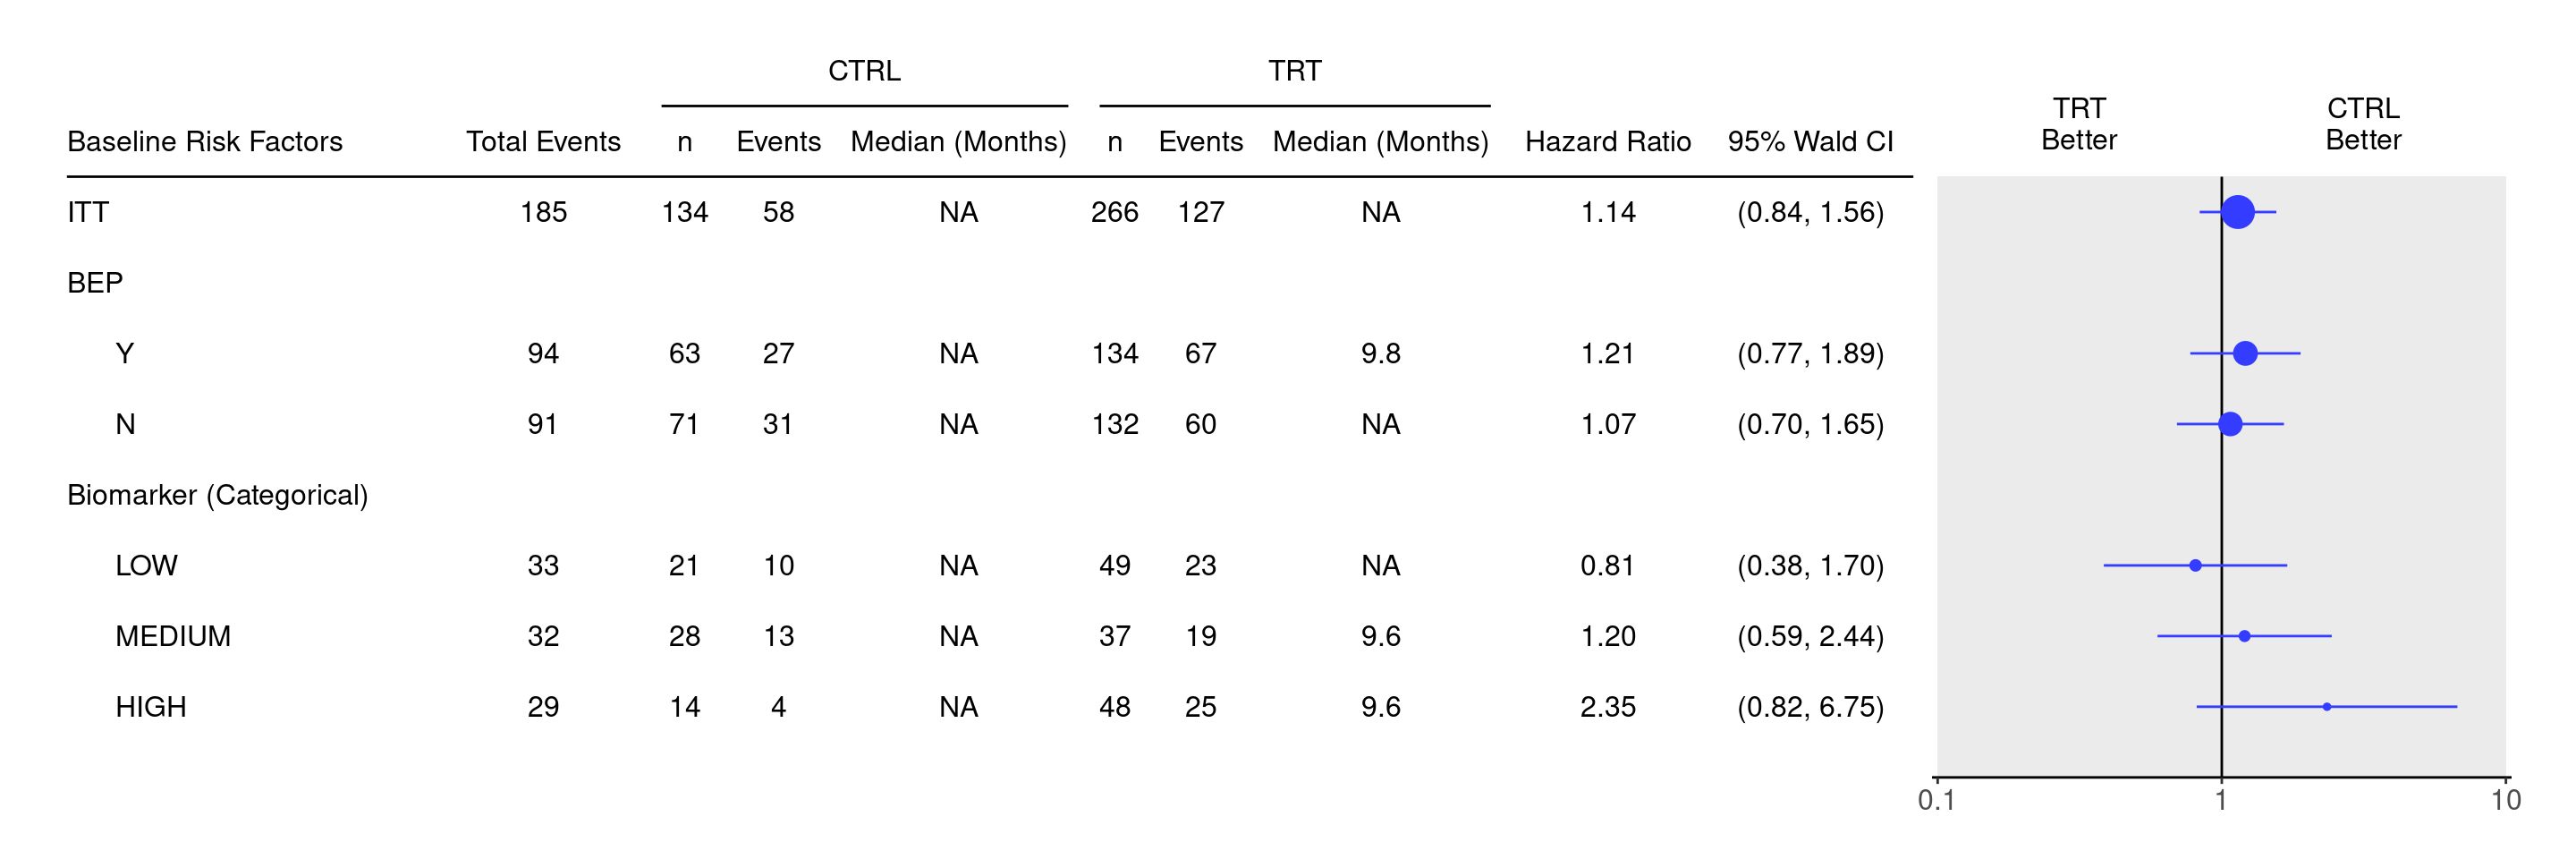 CTRL TRT
TRT CTRL
Baseline Risk Factors Total Events n Events Median (Months) n Events Median (Months) Hazard Ratio 95% Wald CI Better Better
ITT 185 134 58 NA 266 127 NA 1.14 (0.84, 1.56)
BEP
Y 94 63 27 NA 134 67 9.8 1.21 (0.77, 1.89)
N 91 71 31 NA 132 60 NA 1.07 (0.70, 1.65)
Biomarker (Categorical)
LOW 33 21 10 NA 49 23 NA 0.81 (0.38, 1.70)
MEDIUM 32 28 13 NA 37 19 9.6 1.20 (0.59, 2.44)
HIGH 29 14 4 NA 48 25 9.6 2.35 (0.82, 6.75)
0.1 1 10